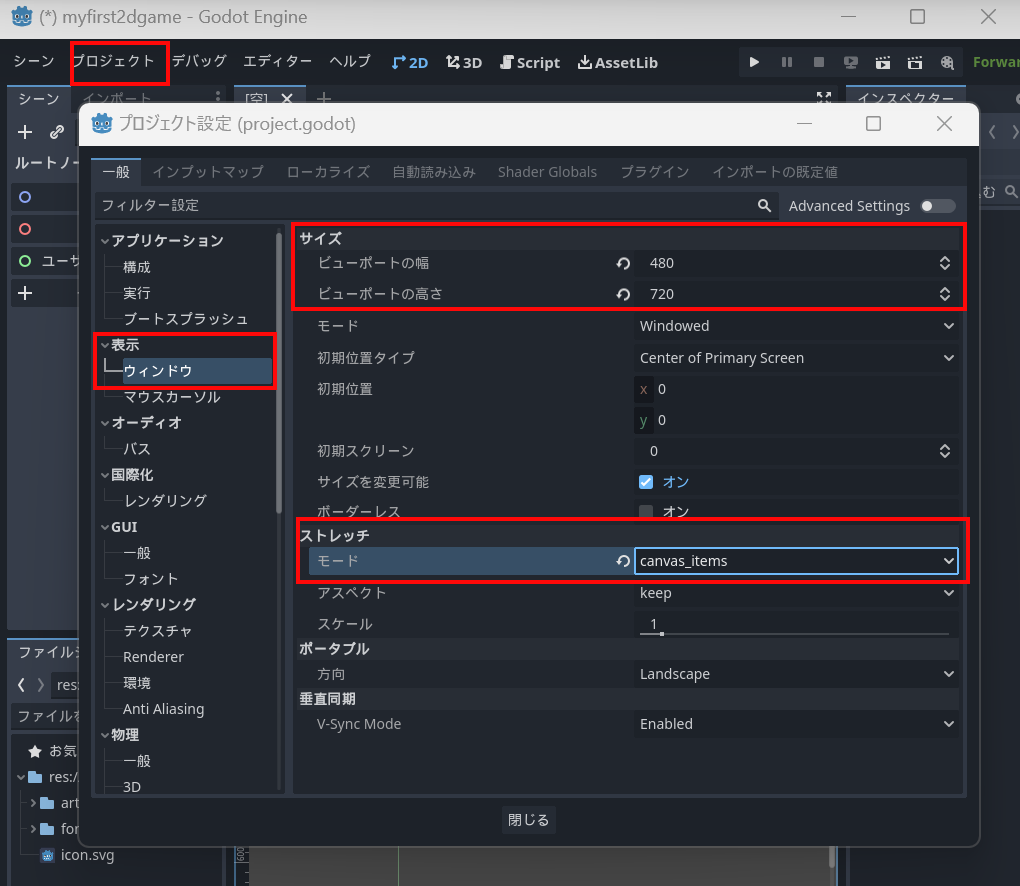 (*) myfirst2dgame - Godot Engine
シーン プロジェクト デバッグ エディター ヘルプ 2D 3D Script AssetLib Forwar
シーン インポート [空] インスペクター
プロジェクト設定 (project.godot)
ルートノー
ユーサ
一般 インプットマップ ローカライズ 自動読み込み Shader Globals プラグイン インポートの既定値
フィルター設定 Advanced Settings
アプリケーション
構成
実行
ブートスプラッシュ
表示
ウィンドウ
マウスカーソル
オーディオ
バス
国際化
レンダリング
GUI
一般
フォント
レンダリング
テクスチャ
Renderer
環境
Anti Aliasing
物理
一般
3D
サイズ
ビューポートの幅 480
ビューポートの高さ 720
モード Windowed
初期位置タイプ Center of Primary Screen
初期位置 x 0
y 0
初期スクリーン 0
サイズを変更可能 オン
ボーダーレス オン
ストレッチ
モード canvas_items
アスペクト keep
スケール 1
ポータブル
方向 Landscape
垂直同期
V-Sync Mode Enabled
閉じる
む
ファイルシ
res:
ファイルを
お気
res:/
art
for
icon.svg
600